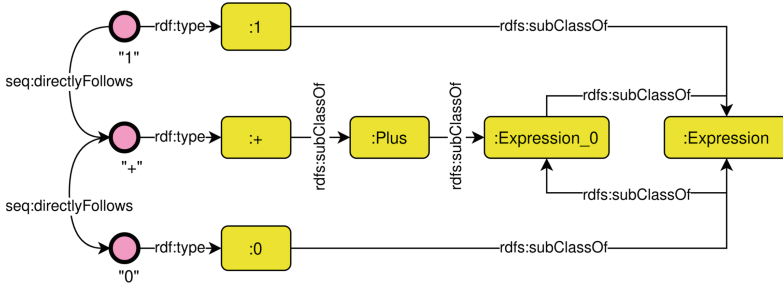 rdf:type
:1
rdfs:subClassOf
"1"
seq:directlyFollows
rdfs:subClassOf
rdf:type
:+
rdfs:subClassOf
:Plus
rdfs:subClassOf
:Expression_0
:Expression
"+"
rdfs:subClassOf
seq:directlyFollows
rdf:type
:0
rdfs:subClassOf
"0"